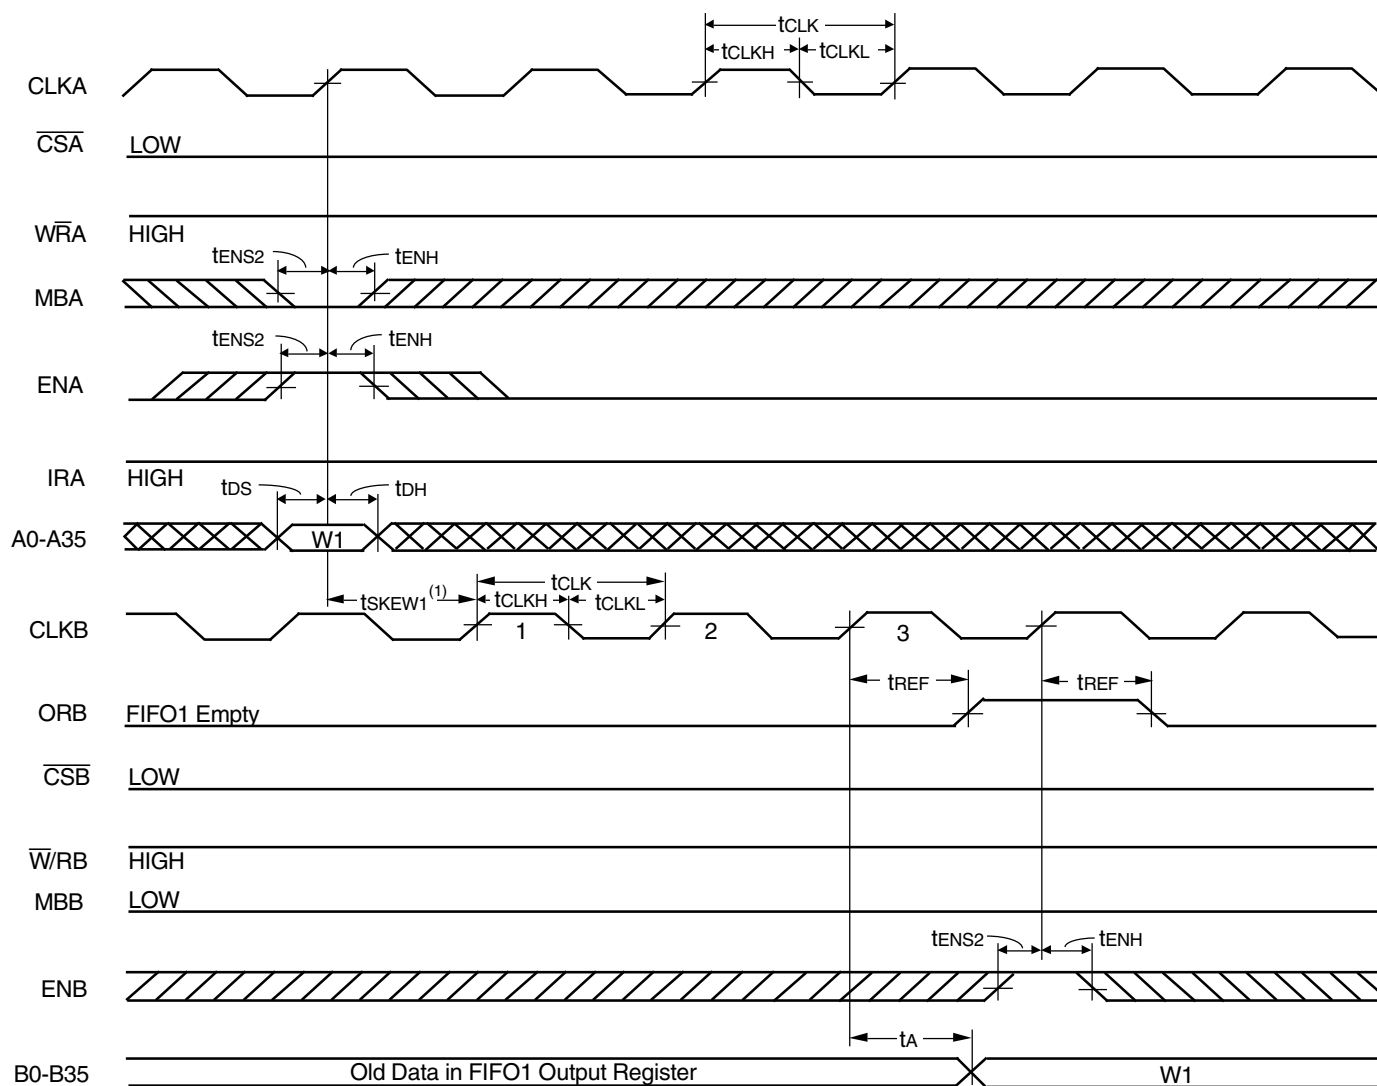 tCLK
tCLKH tCLKL
CLKA
CSA LOW
WRA HIGH
tENS2 tENH
MBA
tENS2 tENH
ENA
IRA HIGH
tDS tDH
A0-A35 W1
tCLK
tSKEW1(1) tCLKH tCLKL
CLKB 1 2 3
tREF tREF
ORB FIFO1 Empty
CSB LOW
W/RB HIGH
MBB LOW
tENS2 tENH
ENB
tA
B0-B35 Old Data in FIFO1 Output Register W1